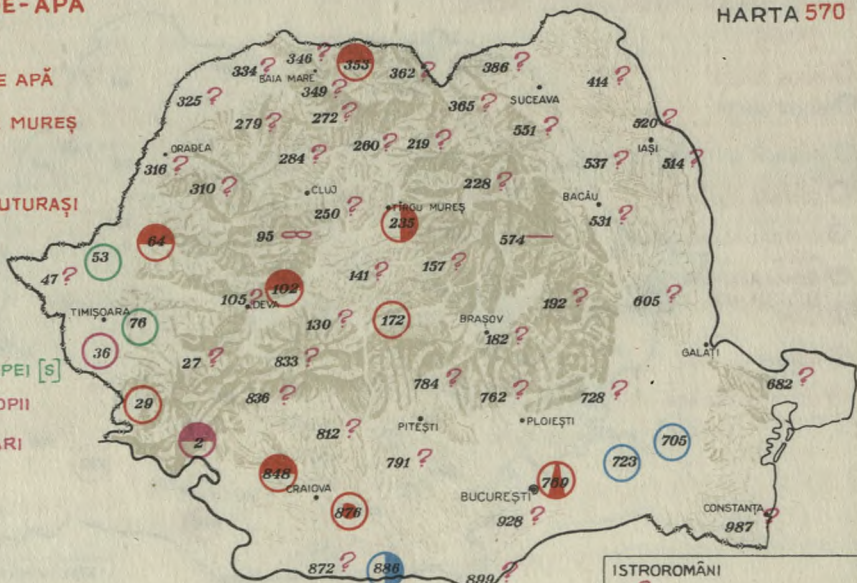 E-APĂ
HARTA 570
E APĂ
MUREȘ
UTURAȘI
PEI [S]
OPII
ARI
346 ?
353
334 ?
BAIA MARE
349 ?
362 ?
386 ?
414 ?
325 ?
279 ?
272 ?
365 ?
SUCEAVA
551 ?
520 ?
IAȘI
ORADEA
316 ?
284 ?
260 ?
219 ?
537 ?
514 ?
310 ?
CLUJ
250 ?
TÎRGU MUREȘ
235
228 ?
BACĂU
531 ?
64
95 ∞
574 —
53
47 ?
102
141 ?
157 ?
105 ?
DEVA
192 ?
605 ?
TIMIȘOARA
76
130 ?
172
BRAȘOV
182 ?
36
27 ?
833 ?
GALAȚI
29
836 ?
784 ?
762 ?
728 ?
682 ?
2
812 ?
PITEȘTI
PLOIEȘTI
791 ?
723
705
848
CRAIOVA
876
BUCUREȘTI
769
928 ?
CONSTANȚA
987 ?
872 ?
886
899 ?
ISTROROMÂNI